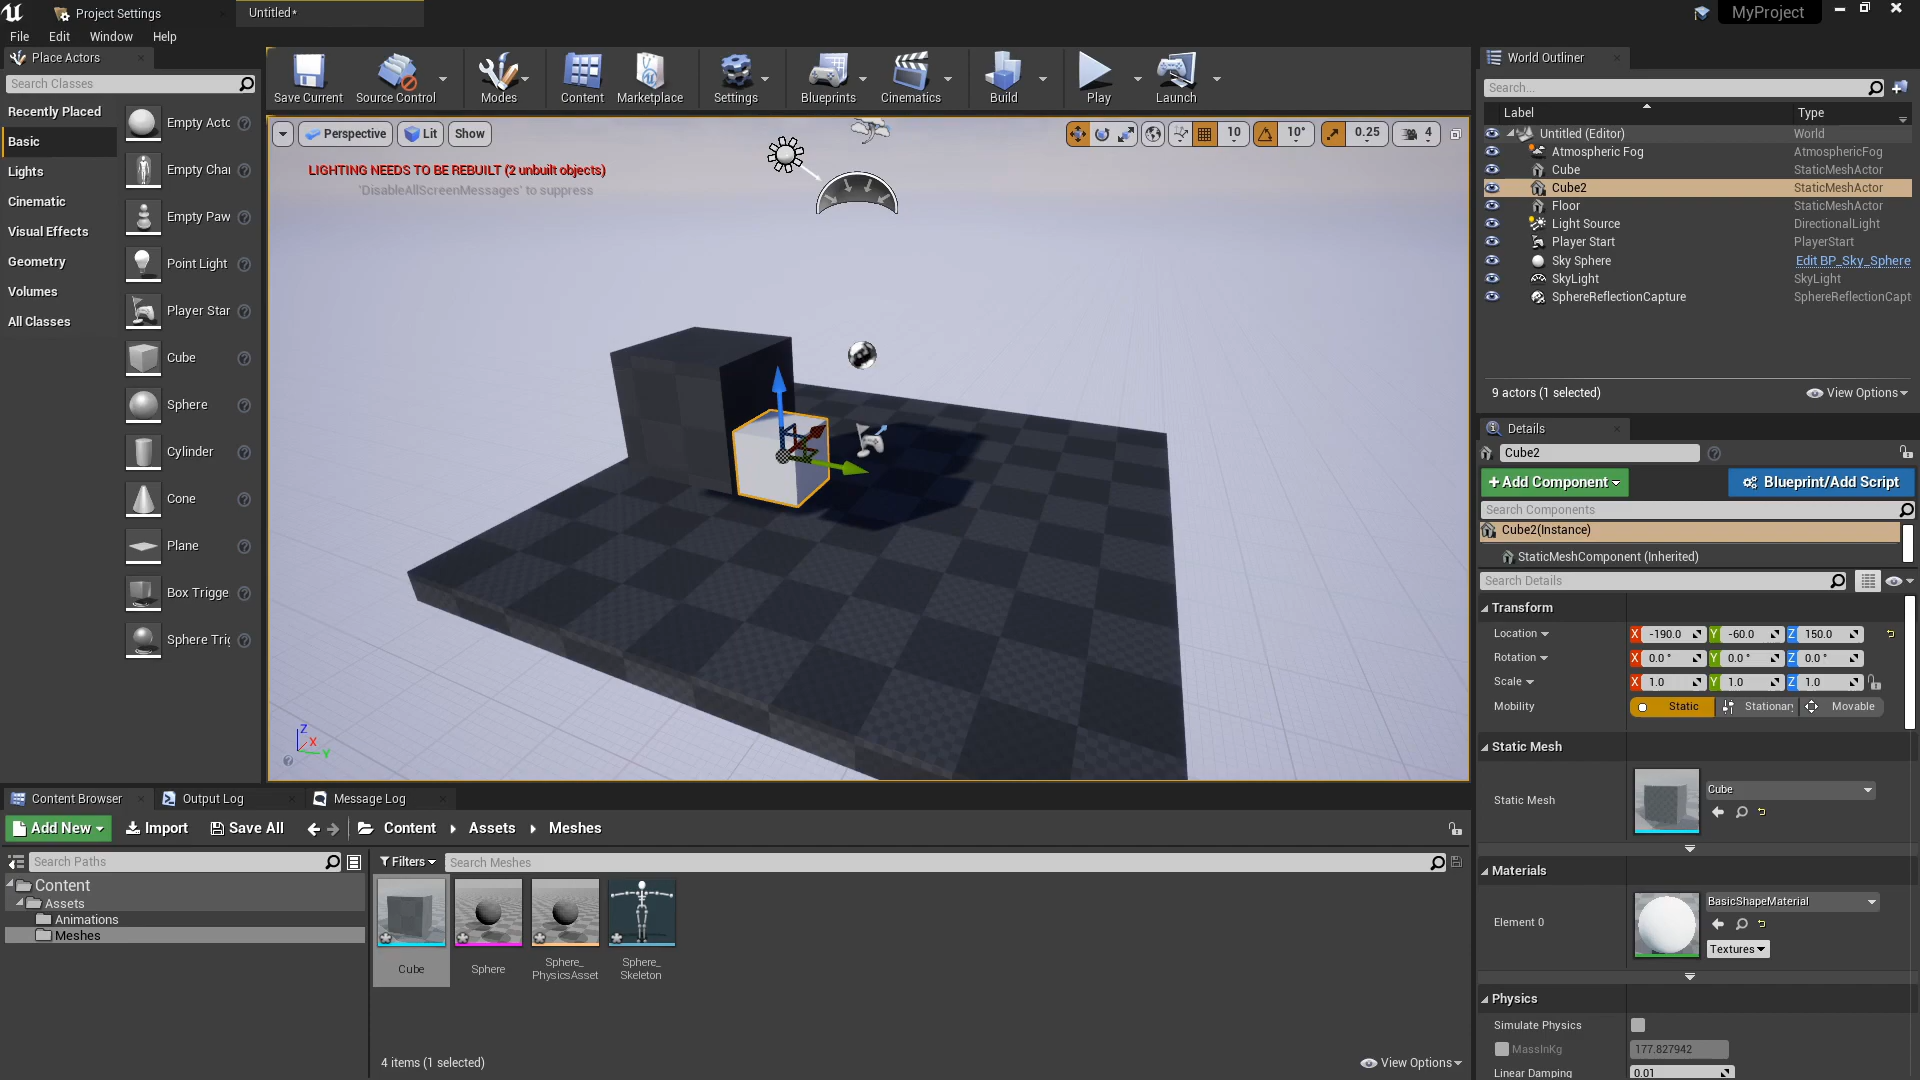 Project Settings
Untitled*
MyProject
File Edit Window Help
Place Actors
Search Classes
Recently Placed
Basic
Lights
Cinematic
Visual Effects
Geometry
Volumes
All Classes
Empty Actc
Empty Chai
Empty Paw
Point Light
Player Star
Cube
Sphere
Cylinder
Cone
Plane
Box Trigge
Sphere Tri
Save Current
Source Control
Modes
Content
Marketplace
Settings
Blueprints
Cinematics
Build
Play
Launch
Perspective
Lit
Show
10
10°
0.25
4
LIGHTING NEEDS TO BE REBUILT (2 unbuilt objects)
'DisableAllScreenMessages' to suppress
Z
X
Y
World Outliner
Search...
Label Type
Untitled (Editor) World
Atmospheric Fog AtmosphericFog
Cube StaticMeshActor
Cube2 StaticMeshActor
Floor StaticMeshActor
Light Source DirectionalLight
Player Start PlayerStart
Sky Sphere Edit BP_Sky_Sphere
SkyLight SkyLight
SphereReflectionCapture SphereReflectionCapt
9 actors (1 selected)
View Options
Details
Cube2
+Add Component
Blueprint/Add Script
Search Components
Cube2(Instance)
StaticMeshComponent (Inherited)
Search Details
Transform
Location X -190.0 Y -60.0 Z 150.0
Rotation X 0.0 ° Y 0.0 ° Z 0.0 °
Scale X 1.0 Y 1.0 Z 1.0
Mobility Static Stationar Movable
Static Mesh
Static Mesh Cube
Materials
Element 0 BasicShapeMaterial
Textures
Physics
Simulate Physics
MassInKg 177.827942
Linear Damping 0.01
Content Browser
Output Log
Message Log
Add New
Import
Save All
Content
Assets
Meshes
Search Paths
Filters
Search Meshes
Content
Assets
Animations
Meshes
Cube
Sphere
Sphere_
PhysicsAsset
Sphere_
Skeleton
4 items (1 selected)
View Options